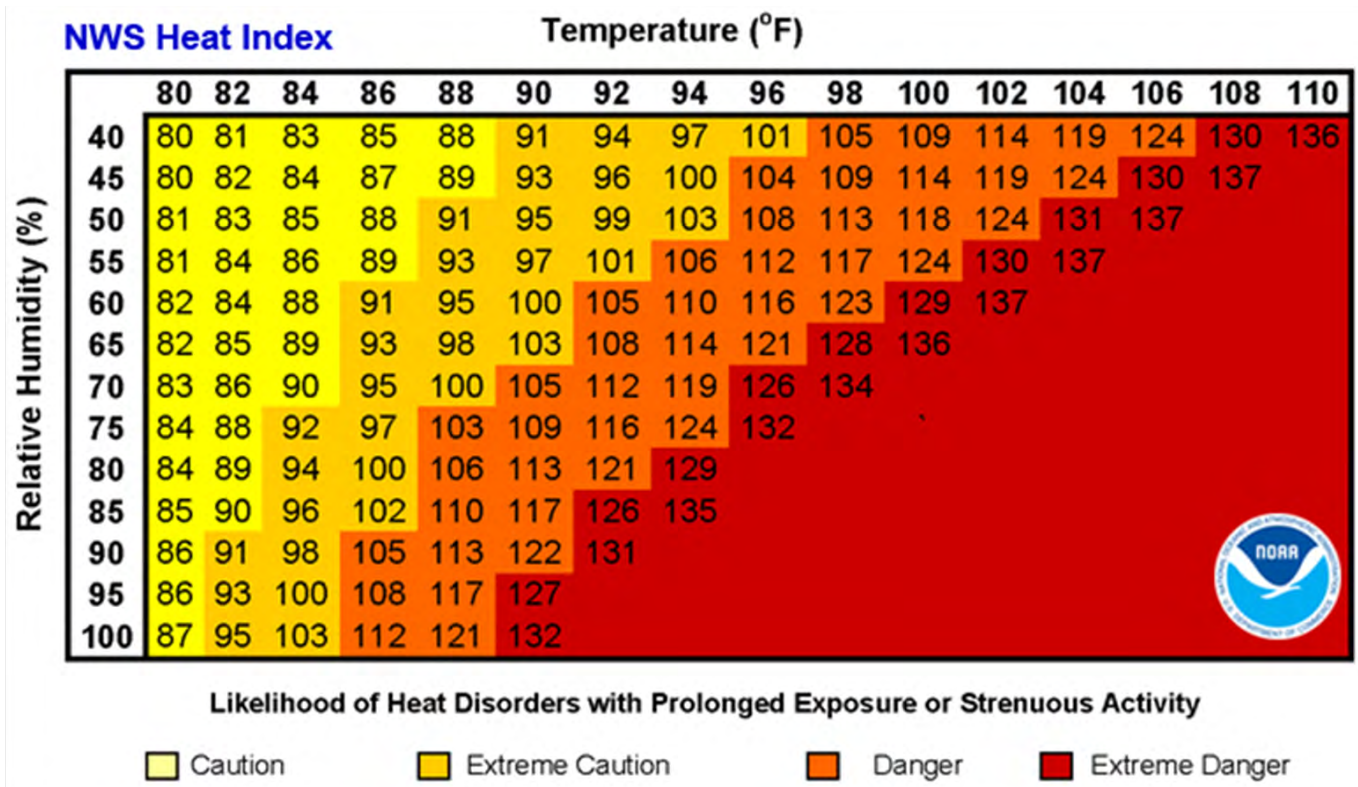 NWS Heat Index
Temperature (°F)
80 82 84 86 88 90 92 94 96 98 100 102 104 106 108 110
Relative Humidity (%)
40 80 81 83 85 88 91 94 97 101 105 109 114 119 124 130 136
45 80 82 84 87 89 93 96 100 104 109 114 119 124 130 137
50 81 83 85 88 91 95 99 103 108 113 118 124 131 137
55 81 84 86 89 93 97 101 106 112 117 124 130 137
60 82 84 88 91 95 100 105 110 116 123 129 137
65 82 85 89 93 98 103 108 114 121 128 136
70 83 86 90 95 100 105 112 119 126 134
75 84 88 92 97 103 109 116 124 132
80 84 89 94 100 106 113 121 129
85 85 90 96 102 110 117 126 135
90 86 91 98 105 113 122 131
95 86 93 100 108 117 127
100 87 95 103 112 121 132
NOAA
Likelihood of Heat Disorders with Prolonged Exposure or Strenuous Activity
Caution Extreme Caution Danger Extreme Danger